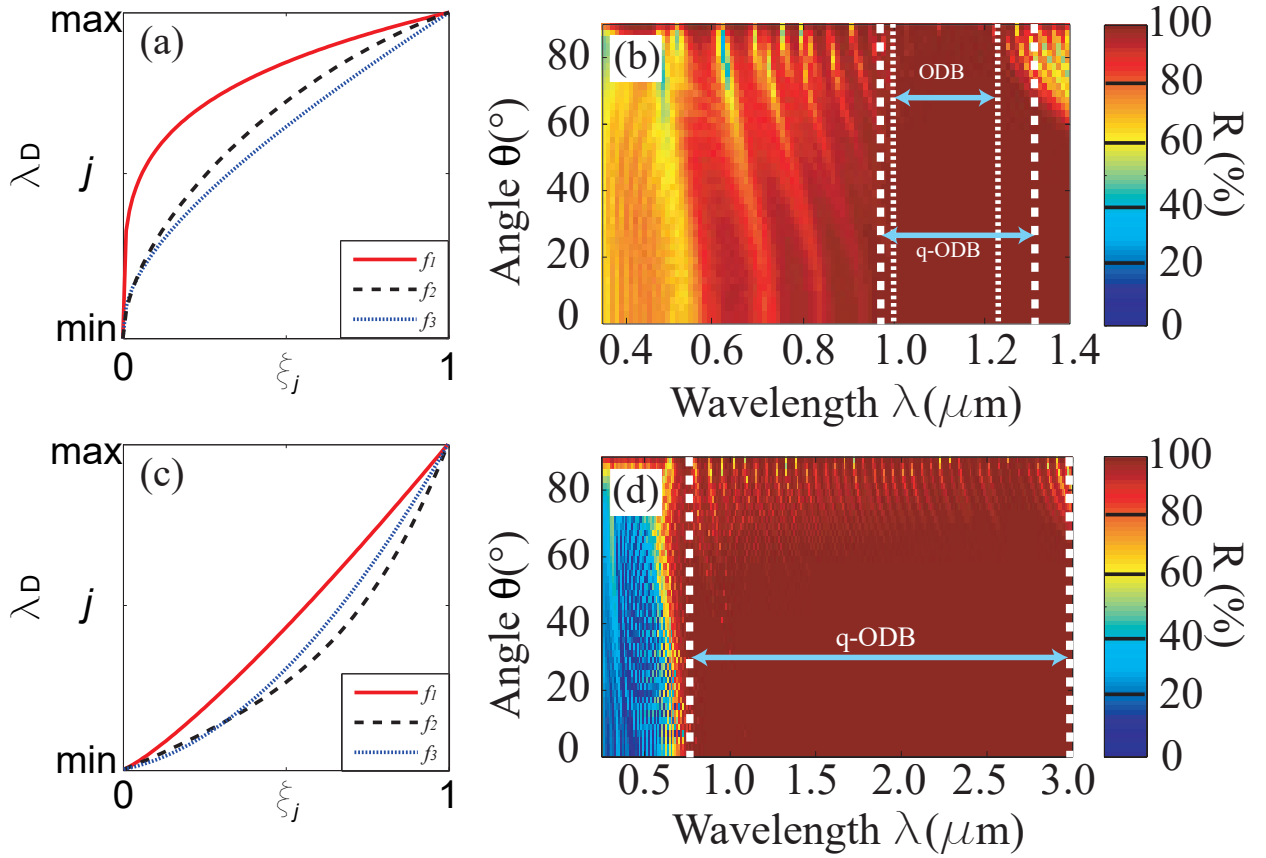 (a)
max
j
min
λD
0
1
ξj
f1
f2
f3
(b)
80
60
40
20
0
Angle θ(°)
0.4
0.6
0.8
1.0
1.2
1.4
Wavelength λ(μm)
ODB
q-ODB
100
80
60
40
20
0
R (%)
(c)
max
j
min
λD
0
1
ξj
f1
f2
f3
(d)
80
60
40
20
0
Angle θ(°)
0.5
1.0
1.5
2.0
2.5
3.0
Wavelength λ(μm)
q-ODB
100
80
60
40
20
0
R (%)